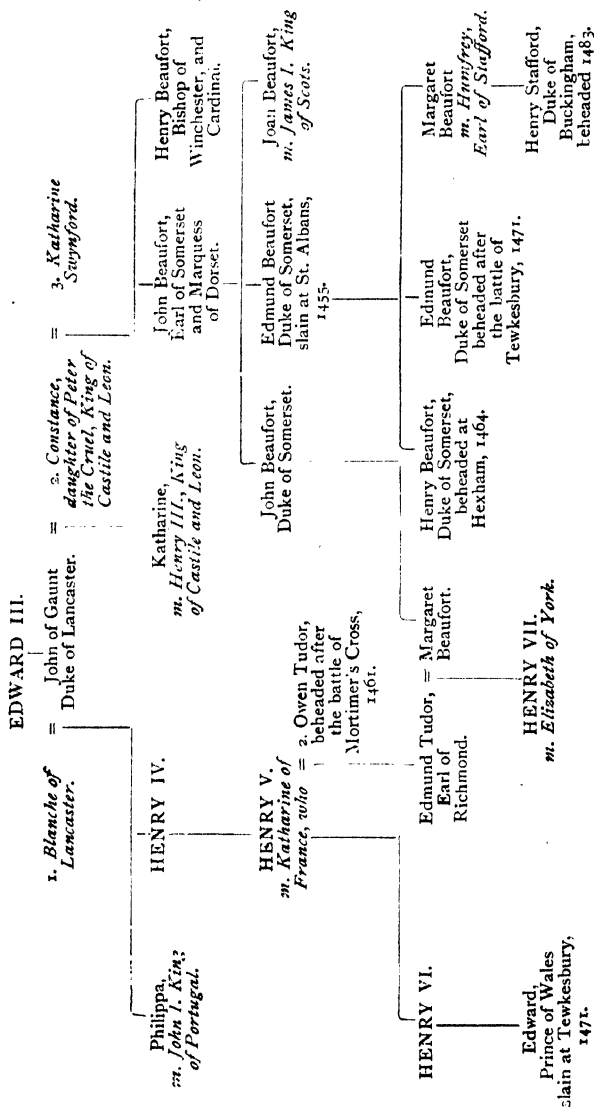 EDWARD III.
1. Blanche of
Lancaster.
=
John of Gaunt
Duke of Lancaster.
=
2. Constance,
daughter of Peter
the Cruel, King of
Castile and Leon.
=
3. Katharine
Swynford.
Philippa,
m. John I. King
of Portugal.
HENRY IV.
Katharine,
m. Henry III., King
of Castile and Leon.
John Beaufort,
Earl of Somerset
and Marquess
of Dorset.
Henry Beaufort,
Bishop of
Winchester, and
Cardinal.
HENRY V.
m. Katharine of
France, who
= 2. Owen Tudor,
beheaded after
the battle of
Mortimer's Cross,
1461.
John Beaufort,
Duke of Somerset.
Edmund Beaufort
Duke of Somerset,
slain at St. Albans,
1455.
Joan Beaufort,
m. James I. King
of Scots.
HENRY VI.
Edmund Tudor,
Earl of
Richmond.
= Margaret
Beaufort.
Henry Beaufort,
Duke of Somerset,
beheaded at
Hexham, 1464.
Edmund
Beaufort,
Duke of Somerset
beheaded after
the battle of
Tewkesbury, 1471.
Margaret
Beaufort
m. Humfrey,
Earl of Stafford.
Edward,
Prince of Wales
slain at Tewkesbury,
1471.
HENRY VII.
m. Elizabeth of York.
Henry Stafford,
Duke of
Buckingham,
beheaded 1483.